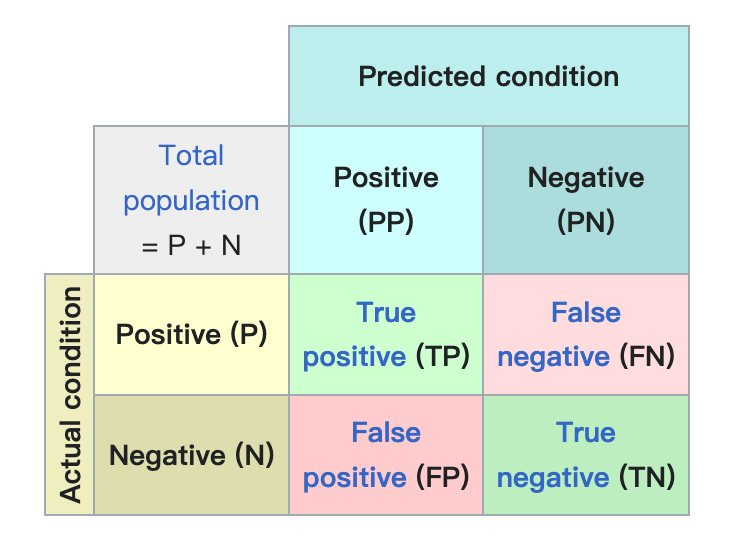 Predicted condition
Total
population
= P + N
Positive
(PP)
Negative
(PN)
Actual condition
Positive (P)
True
positive (TP)
False
negative (FN)
Negative (N)
False
positive (FP)
True
negative (TN)